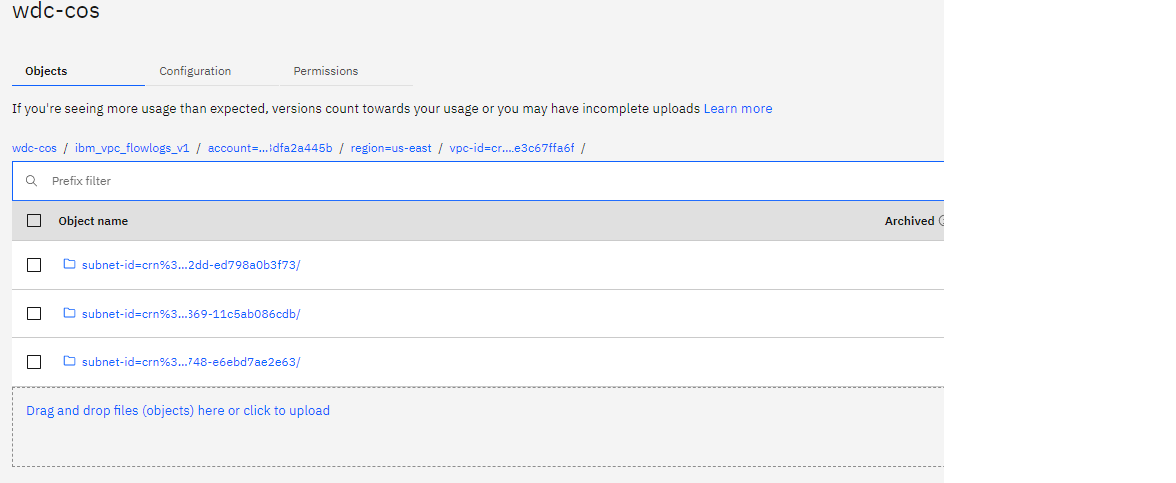 wdc-cos
Objects Configuration Permissions
If you're seeing more usage than expected, versions count towards your usage or you may have incomplete uploads Learn more
wdc-cos / ibm_vpc_flowlogs_v1 / account=...dfa2a445b / region=us-east / vpc-id=cr....e3c67ffa6f /
Prefix filter
Object name Archived
subnet-id=crn%3...2dd-ed798a0b3f73/
subnet-id=crn%3...369-11c5ab086cdb/
subnet-id=crn%3...748-e6ebd7ae2e63/
Drag and drop files (objects) here or click to upload